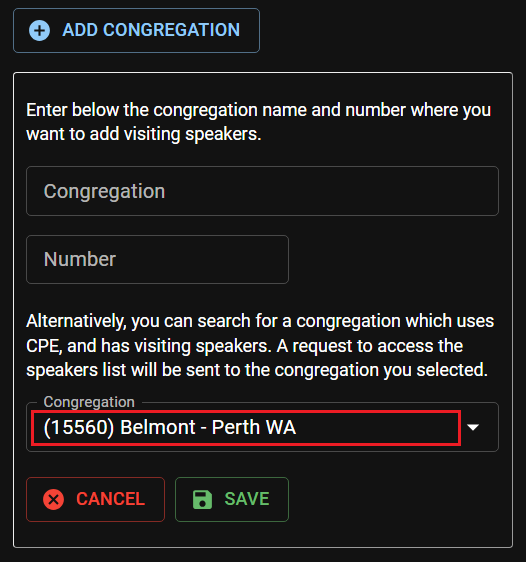 ADD CONGREGATION
Enter below the congregation name and number where you
want to add visiting speakers.
Congregation
Number
Alternatively, you can search for a congregation which uses
CPE, and has visiting speakers. A request to access the
speakers list will be sent to the congregation you selected.
Congregation
(15560) Belmont - Perth WA
CANCEL
SAVE